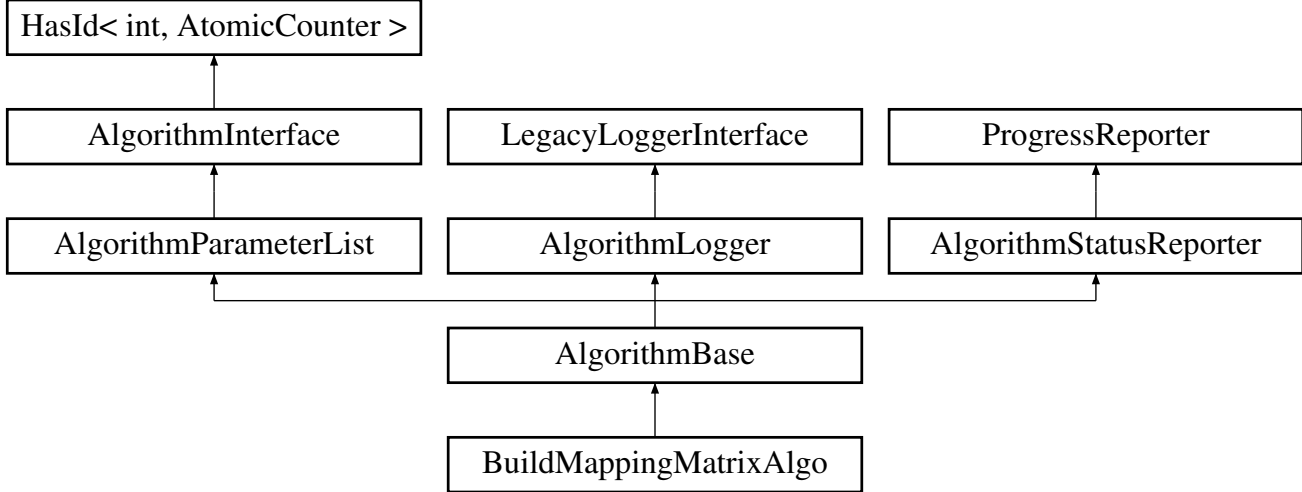 HasId< int, AtomicCounter >
AlgorithmInterface
LegacyLoggerInterface
ProgressReporter
AlgorithmParameterList
AlgorithmLogger
AlgorithmStatusReporter
AlgorithmBase
BuildMappingMatrixAlgo